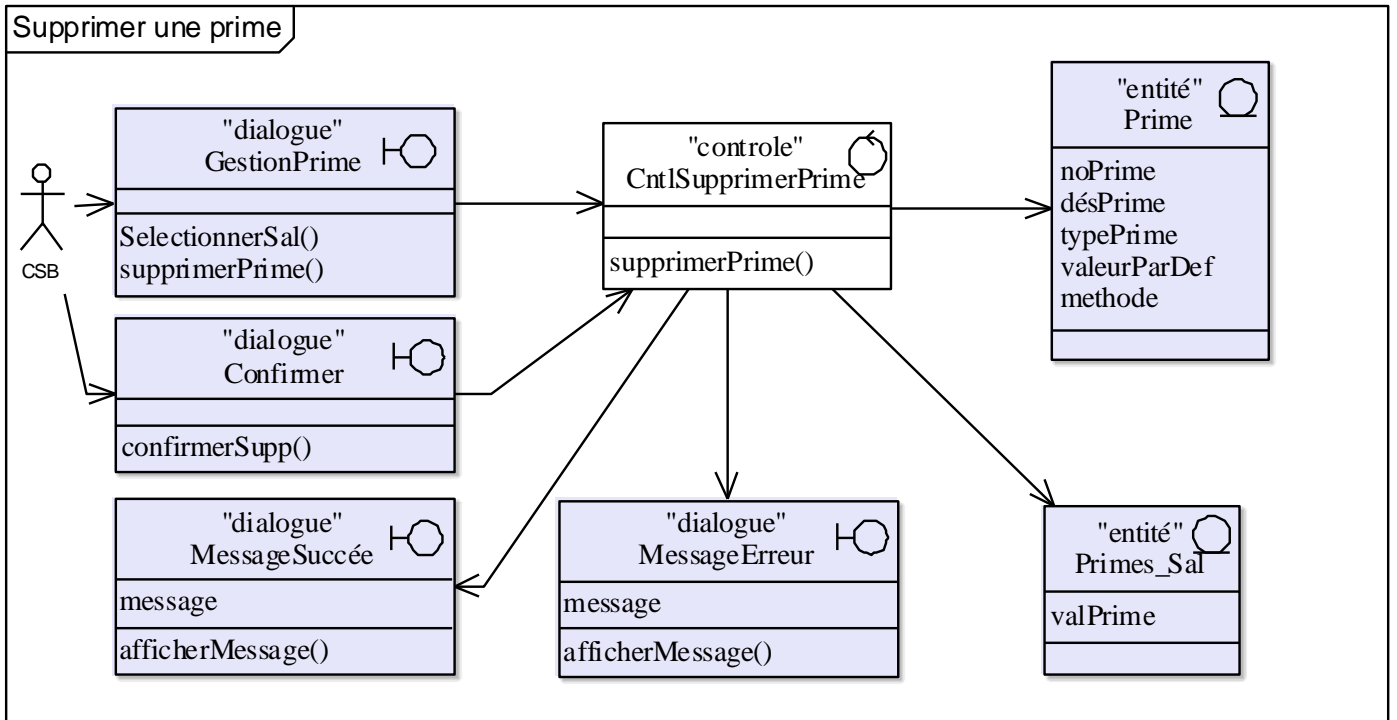 Supprimer une prime
CSB
"dialogue"
GestionPrime
SelectionnerSal()
supprimerPrime()
"dialogue"
Confirmer
confirmerSupp()
"dialogue"
MessageSuccée
message
afficherMessage()
"controle"
CntlSupprimerPrime
supprimerPrime()
"dialogue"
MessageErreur
message
afficherMessage()
"entité"
Prime
noPrime
désPrime
typePrime
valeurParDef
methode
"entité"
Primes_Sal
valPrime